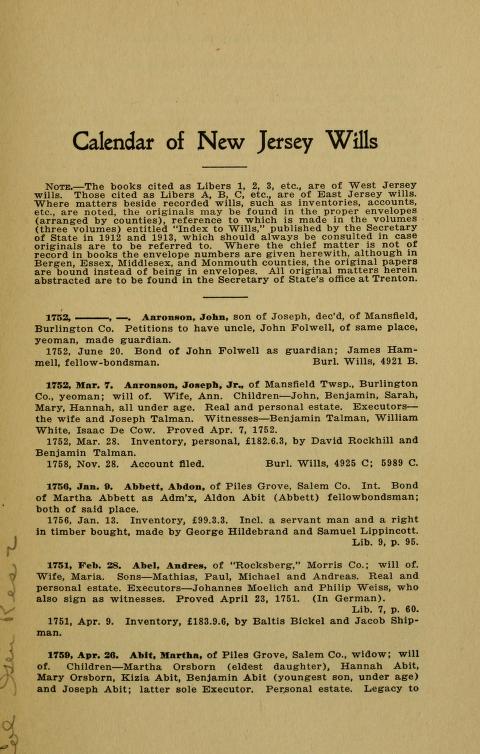 Calendar of New Jersey Wills
NOTE.—The books cited as Libers 1, 2, 3, etc., are of West Jersey
wills. Those cited as Libers A, B, C, etc., are of East Jersey wills.
Where matters beside recorded wills, such as inventories, accounts,
etc., are noted, the originals may be found in the proper envelopes
(arranged by counties), reference to which is made in the volumes
(three volumes) entitled "Index to Wills," published by the Secretary
of State in 1912 and 1913, which should always be consulted in case
originals are to be referred to. Where the chief matter is not of
record in books the envelope numbers are given herewith, although in
Bergen, Essex, Middlesex, and Monmouth counties, the original papers
are bound instead of being in envelopes. All original matters herein
abstracted are to be found in the Secretary of State's office at Trenton.
1752, ———, —. Aaronson, John, son of Joseph, dec'd, of Mansfield,
Burlington Co. Petitions to have uncle, John Folwell, of same place,
yeoman, made guardian.
1752, June 20. Bond of John Folwell as guardian; James Ham-
mell, fellow-bondsman. Burl. Wills, 4921 B.
1752, Mar. 7. Aaronson, Joseph, Jr., of Mansfield Twsp., Burlington
Co., yeoman; will of. Wife, Ann. Children—John, Benjamin, Sarah,
Mary, Hannah, all under age. Real and personal estate. Executors—
the wife and Joseph Talman. Witnesses—Benjamin Talman, William
White, Isaac De Cow. Proved Apr. 7, 1752.
1752, Mar. 28. Inventory, personal, £182.6.3, by David Rockhill and
Benjamin Talman.
1758, Nov. 28. Account filed. Burl. Wills, 4925 C; 5989 C.
1756, Jan. 9. Abbett, Abdon, of Piles Grove, Salem Co. Int. Bond
of Martha Abbett as Adm'x, Aldon Abit (Abbett) fellowbondsman;
both of said place.
1756, Jan. 13. Inventory, £99.3.3. Incl. a servant man and a right
in timber bought, made by George Hildebrand and Samuel Lippincott.
Lib. 9, p. 95.
1751, Feb. 28. Abel, Andres, of "Rocksberg," Morris Co.; will of.
Wife, Maria. Sons—Mathias, Paul, Michael and Andreas. Real and
personal estate. Executors—Johannes Moelich and Philip Weiss, who
also sign as witnesses. Proved April 23, 1751. (In German).
Lib. 7, p. 60.
1751, Apr. 9. Inventory, £183.9.6, by Baltis Bickel and Jacob Ship-
man.
1759, Apr. 26. Abit, Martha, of Piles Grove, Salem Co., widow; will
of. Children—Martha Orsborn (eldest daughter), Hannah Abit,
Mary Orsborn, Kizia Abit, Benjamin Abit (youngest son, under age)
and Joseph Abit; latter sole Executor. Personal estate. Legacy to